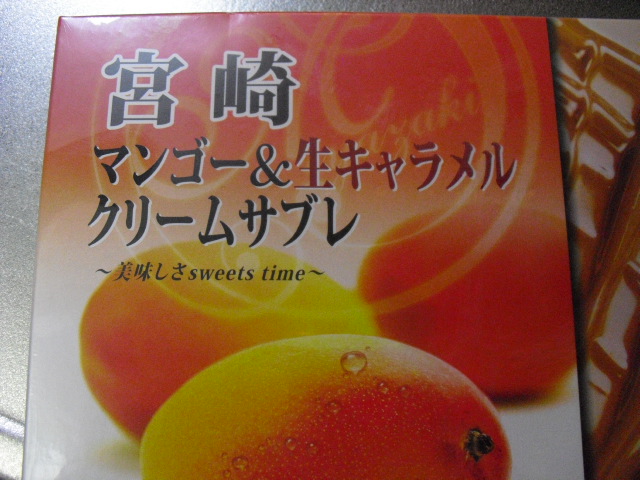 宮崎
マンゴー&生キャラメル
クリームサブレ
～美味しさsweets time～